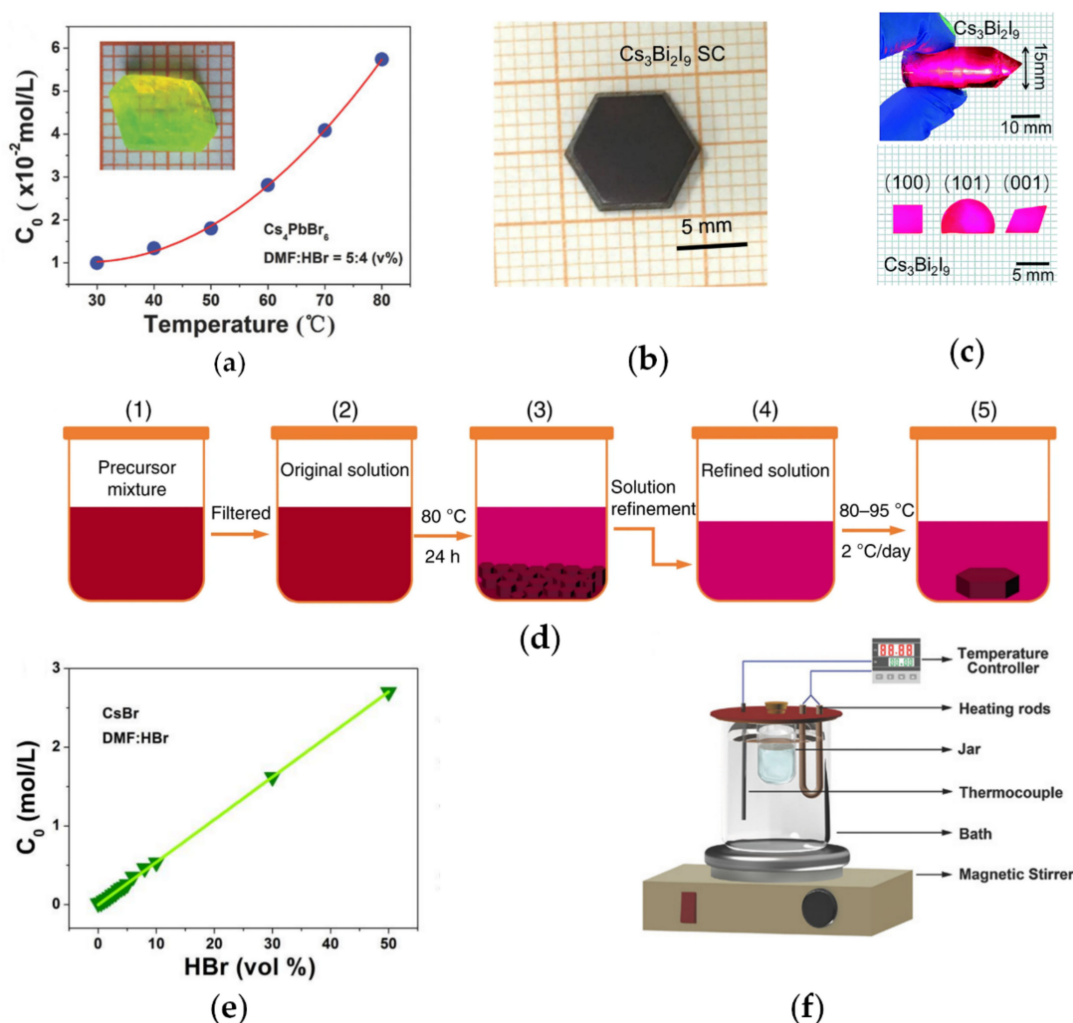 6
5
4
3
2
1
C₀ ( x10⁻²mol/L)
Cs₄PbBr₆
DMF:HBr = 5:4 (v%)
30 40 50 60 70 80
Temperature (℃)
(a)
Cs₃Bi₂I₉ SC
5 mm
(b)
Cs₃Bi₂I₉
15mm
10 mm
(100) (101) (001)
Cs₃Bi₂I₉
5 mm
(c)
(1) (2) (3) (4) (5)
Precursor
mixture
Filtered
Original solution
80 °C
24 h
Solution
refinement
Refined solution
80–95 °C
2 °C/day
(d)
3
2
1
0
C₀ (mol/L)
CsBr
DMF:HBr
0 10 20 30 40 50
HBr (vol %)
(e)
88.88
Temperature
Controller
Heating rods
Jar
Thermocouple
Bath
Magnetic Stirrer
(f)